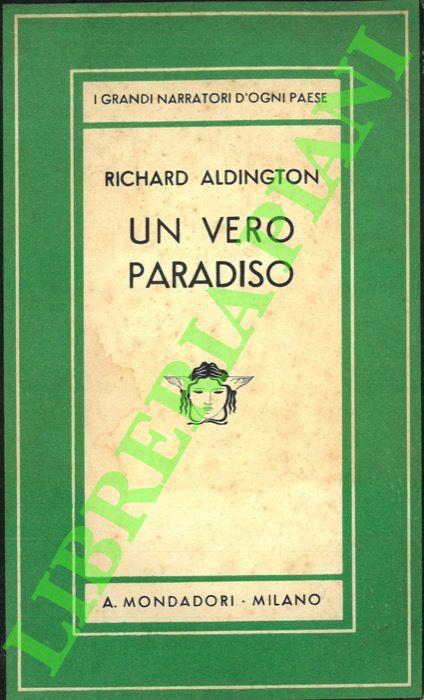 I GRANDI NARRATORI D'OGNI PAESE
RICHARD ALDINGTON
UN VERO
PARADISO
A. MONDADORI - MILANO
LIBRERIA PIANI